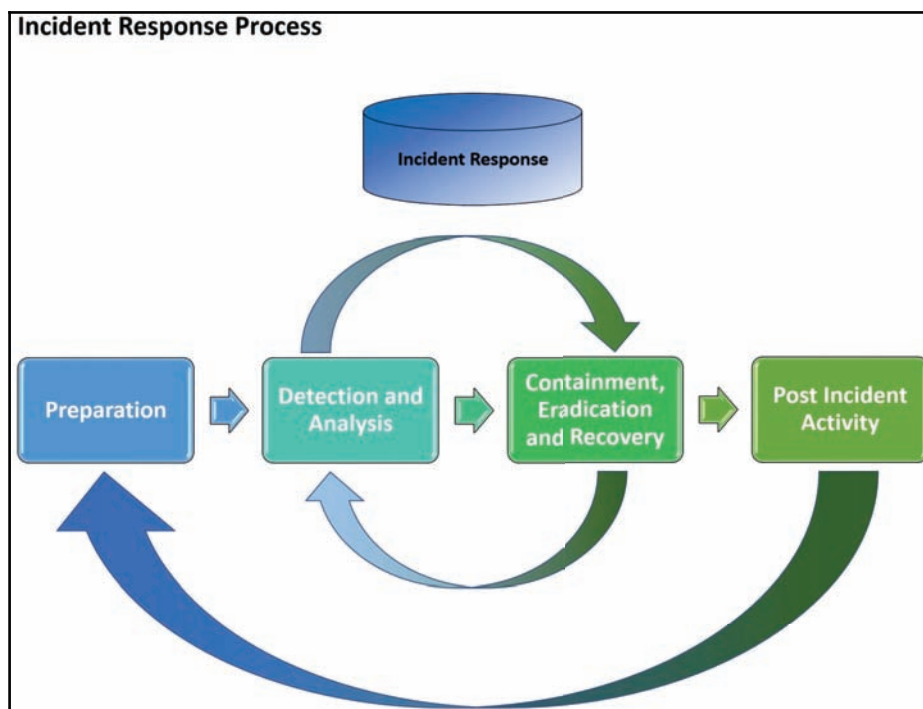 Incident Response Process
Incident Response
Preparation
Detection and
Analysis
Containment,
Eradication
and Recovery
Post Incident
Activity